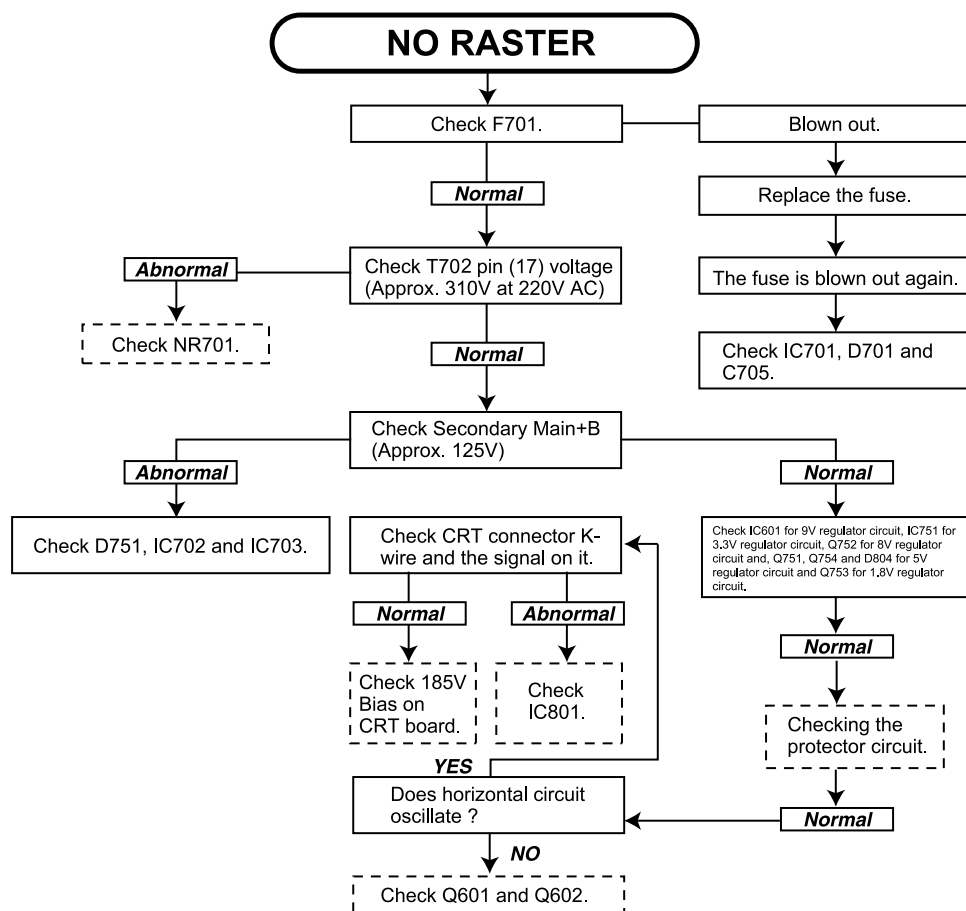 NO RASTER
Check F701.
Blown out.
Normal
Replace the fuse.
Abnormal
Check T702 pin (17) voltage
(Approx. 310V at 220V AC)
The fuse is blown out again.
Check NR701.
Normal
Check IC701, D701 and
C705.
Check Secondary Main+B
(Approx. 125V)
Abnormal
Normal
Check D751, IC702 and IC703.
Check CRT connector K-
wire and the signal on it.
Check IC601 for 9V regulator circuit, IC751 for
3.3V regulator circuit, Q752 for 8V regulator
circuit and, Q751, Q754 and D804 for 5V
regulator circuit and Q753 for 1.8V regulator
circuit.
Normal
Abnormal
Normal
Check 185V
Bias on
CRT board.
Check
IC801.
Checking the
protector circuit.
YES
Does horizontal circuit
oscillate ?
Normal
NO
Check Q601 and Q602.